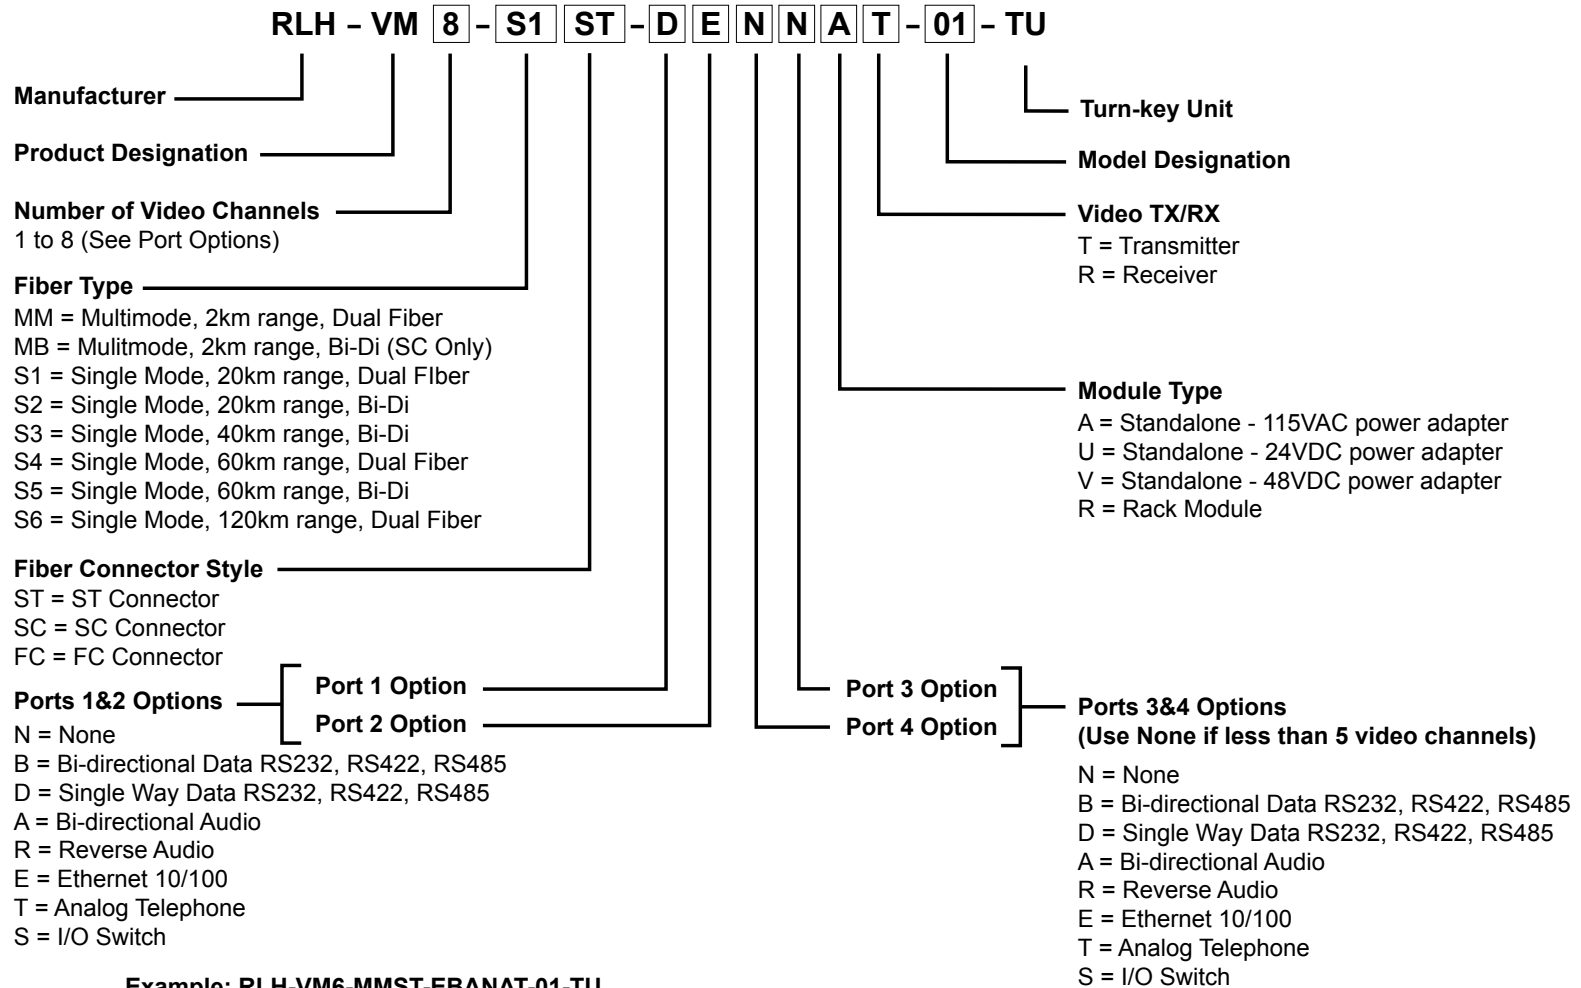 RLH – VM 8 – S1 ST – D E N N A T – 01 – TU
Manufacturer
Product Designation
Number of Video Channels
1 to 8 (See Port Options)
Fiber Type
MM = Multimode, 2km range, Dual Fiber
MB = Mulitmode, 2km range, Bi-Di (SC Only)
S1 = Single Mode, 20km range, Dual FIber
S2 = Single Mode, 20km range, Bi-Di
S3 = Single Mode, 40km range, Bi-Di
S4 = Single Mode, 60km range, Dual Fiber
S5 = Single Mode, 60km range, Bi-Di
S6 = Single Mode, 120km range, Dual Fiber
Fiber Connector Style
ST = ST Connector
SC = SC Connector
FC = FC Connector
Ports 1&2 Options
Port 1 Option
Port 2 Option
N = None
B = Bi-directional Data RS232, RS422, RS485
D = Single Way Data RS232, RS422, RS485
A = Bi-directional Audio
R = Reverse Audio
E = Ethernet 10/100
T = Analog Telephone
S = I/O Switch
Turn-key Unit
Model Designation
Video TX/RX
T = Transmitter
R = Receiver
Module Type
A = Standalone - 115VAC power adapter
U = Standalone - 24VDC power adapter
V = Standalone - 48VDC power adapter
R = Rack Module
Port 3 Option
Port 4 Option
Ports 3&4 Options
(Use None if less than 5 video channels)
N = None
B = Bi-directional Data RS232, RS422, RS485
D = Single Way Data RS232, RS422, RS485
A = Bi-directional Audio
R = Reverse Audio
E = Ethernet 10/100
T = Analog Telephone
S = I/O Switch
Example: RLH-VM6-MMST-EBANAT-01-TU